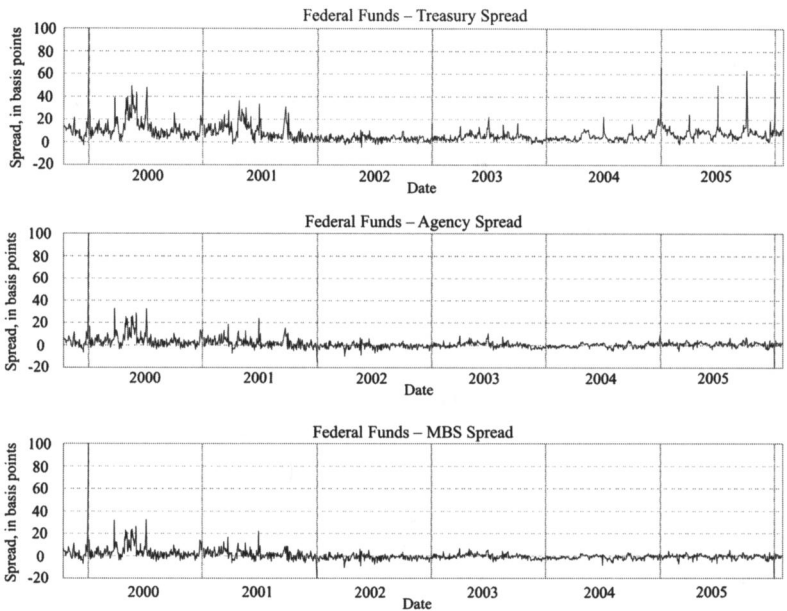 Federal Funds – Treasury Spread
Spread, in basis points
100
80
60
40
20
0
-20
2000 2001 2002 2003 2004 2005
Date
Federal Funds – Agency Spread
Spread, in basis points
100
80
60
40
20
0
-20
2000 2001 2002 2003 2004 2005
Date
Federal Funds – MBS Spread
Spread, in basis points
100
80
60
40
20
0
-20
2000 2001 2002 2003 2004 2005
Date